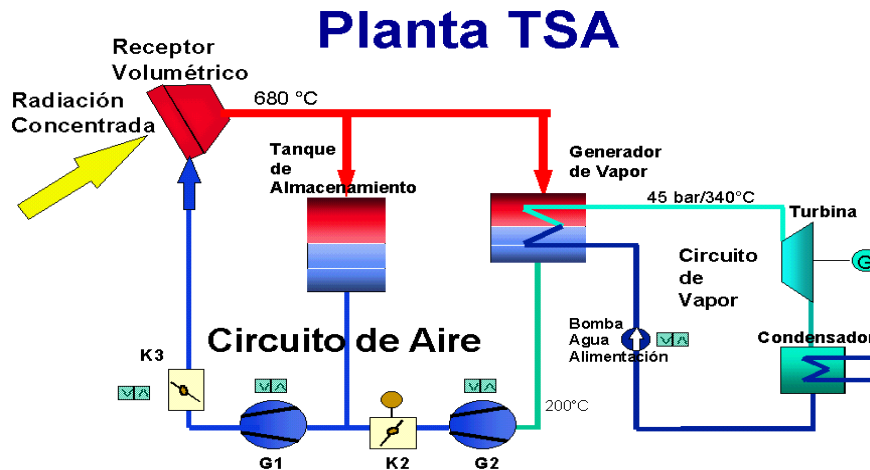 Planta TSA
Receptor
Volumétrico
Radiación
Concentrada
680 °C
Tanque
de
Almacenamiento
Generador
de Vapor
45 bar/340°C
Turbina
G
Circuito
de
Vapor
Bomba
Agua
Alimentación
Condensador
Circuito de Aire
K3
200°C
G1
K2
G2